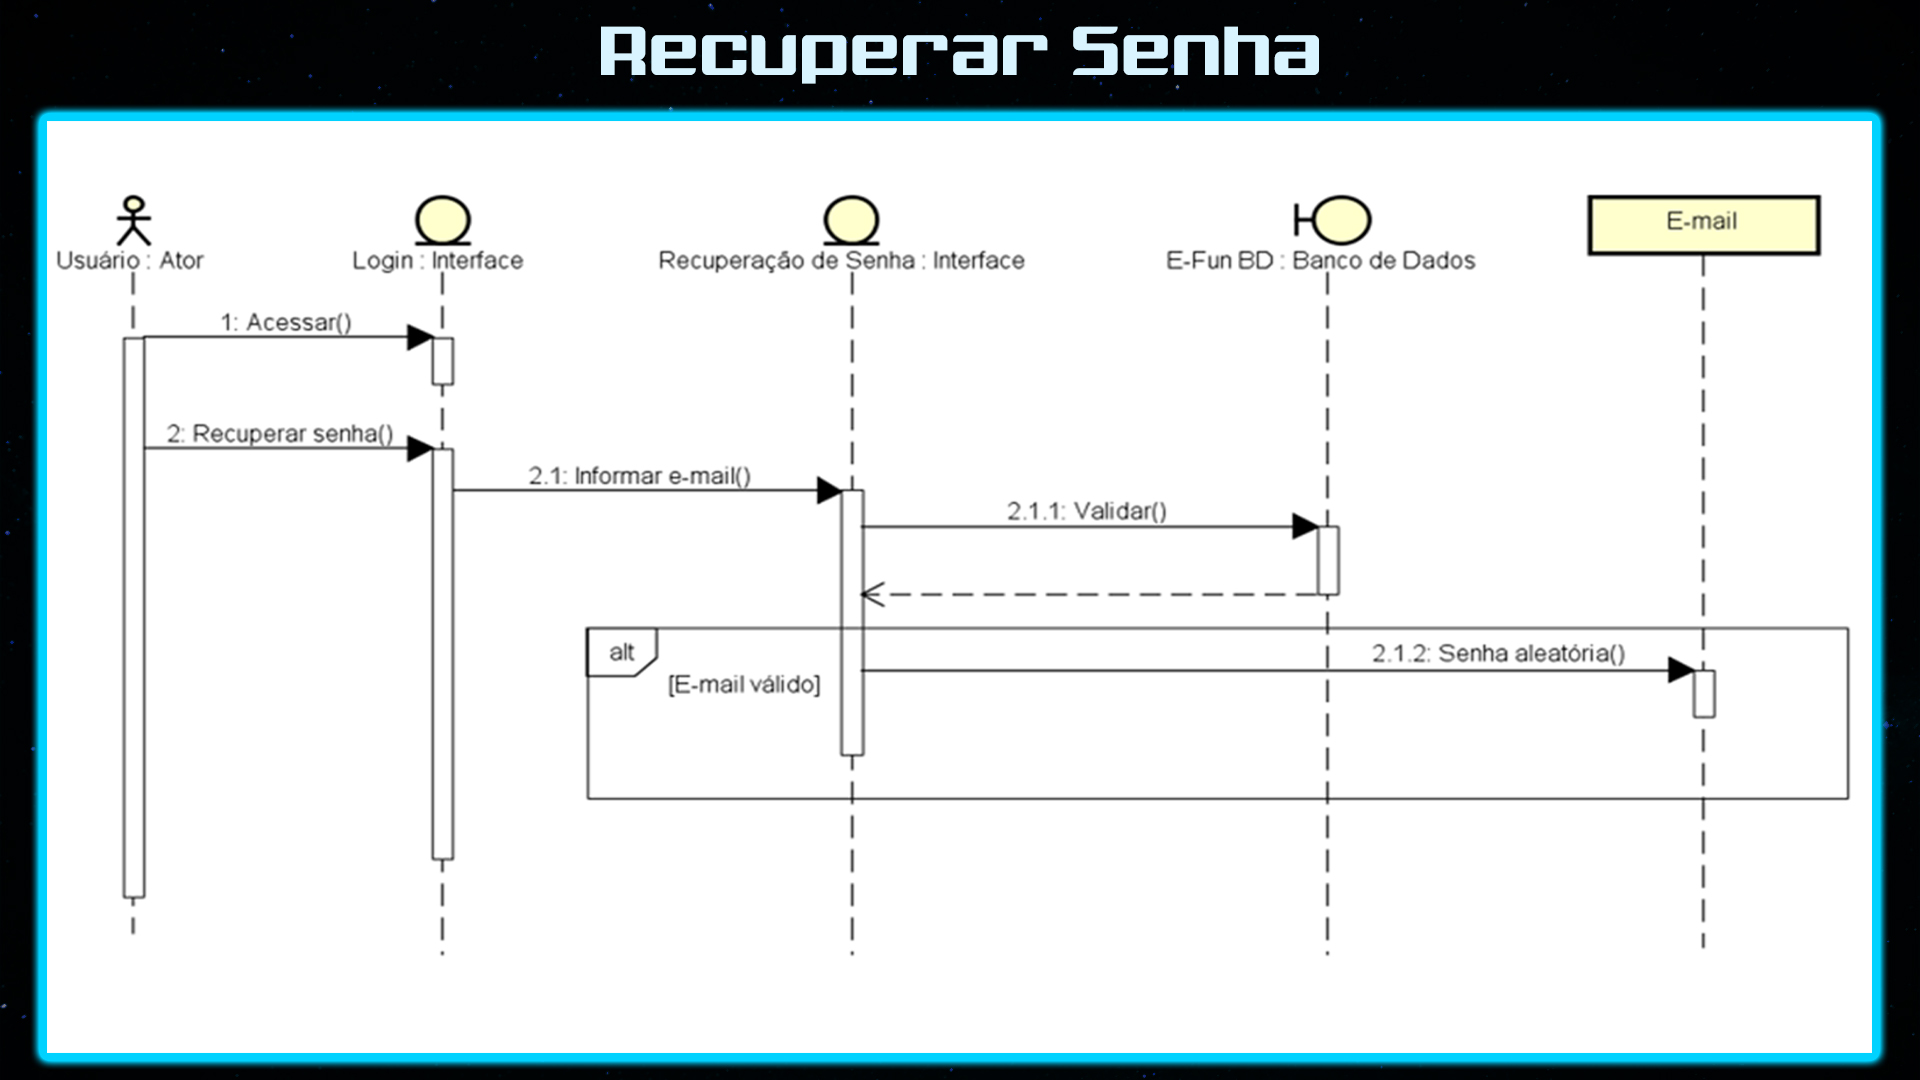 Recuperar Senha
Usuário : Ator
Login : Interface
Recuperação de Senha : Interface
E-Fun BD : Banco de Dados
E-mail
1: Acessar()
2: Recuperar senha()
2.1: Informar e-mail()
2.1.1: Validar()
alt
[E-mail válido]
2.1.2: Senha aleatória()